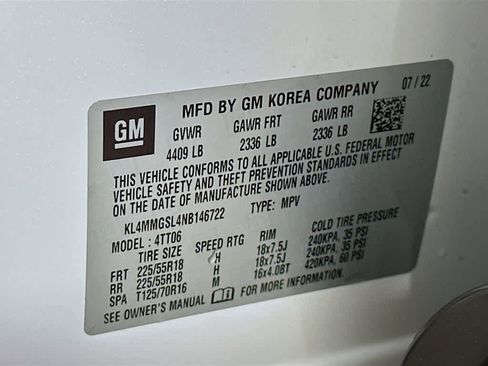 MFD BY GM KOREA COMPANY 07/22
GM
GVWR GAWR FRT GAWR RR
4409 LB 2336 LB 2336 LB
THIS VEHICLE CONFORMS TO ALL APPLICABLE U.S. FEDERAL MOTOR
VEHICLE SAFETY AND THEFT PREVENTION STANDARDS IN EFFECT
ON THE DATE OF MANUFACTURE SHOWN ABOVE.
KL4MMGSL4NB146722 TYPE: MPV
MODEL: 4TT06
TIRE SIZE SPEED RTG RIM COLD TIRE PRESSURE
FRT 225/55R18 H 18x7.5J 240KPA, 35 PSI
RR 225/55R18 H 18x7.5J 240KPA, 35 PSI
SPA T125/70R16 M 16x4.0BT 420KPA, 60 PSI
SEE OWNER'S MANUAL FOR MORE INFORMATION